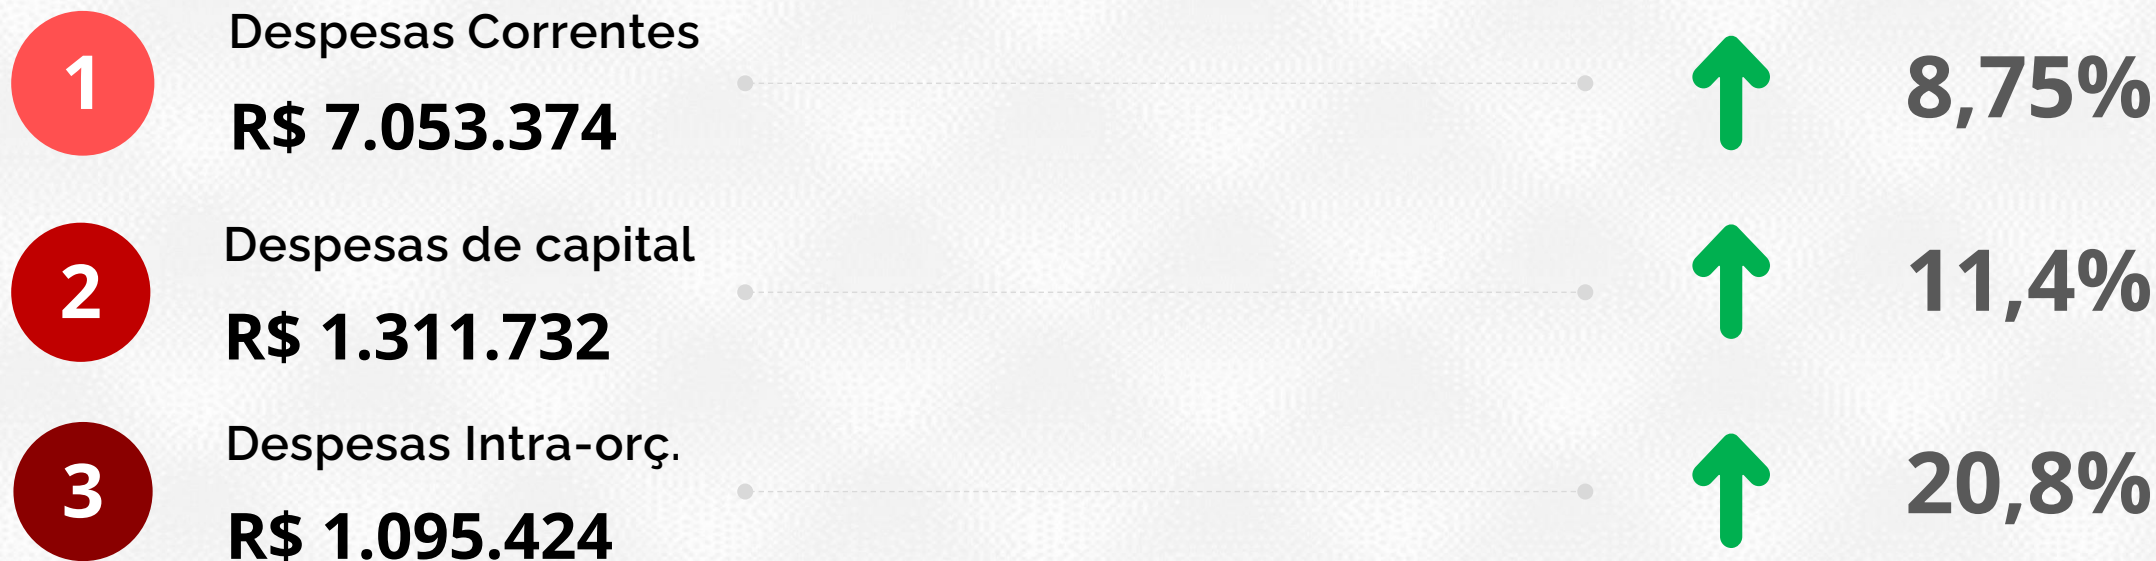 1
Despesas Correntes
R$ 7.053.374
8,75%
2
Despesas de capital
R$ 1.311.732
11,4%
3
Despesas Intra-orç.
R$ 1.095.424
20,8%